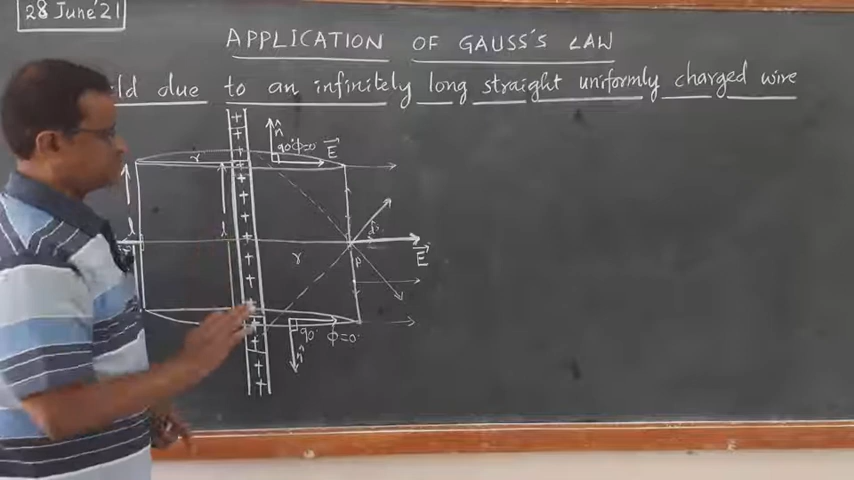 28 June'21
APPLICATION OF GAUSS'S LAW
ld due to an infinitely long straight uniformly charged wire
n̂
90° ϕ=0° E⃗
r
l
l
r
P
E⃗
90° ϕ=0°
n̂